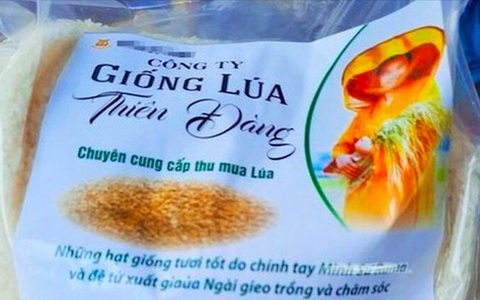 CÔNG TY
GIỐNG LÚA
Thiên Đàng
Chuyên cung cấp thu mua Lúa
Những hạt giống tươi tốt do chính tay Minh
và đệ tử xuất giaủa Ngài gieo trồng và chăm sóc